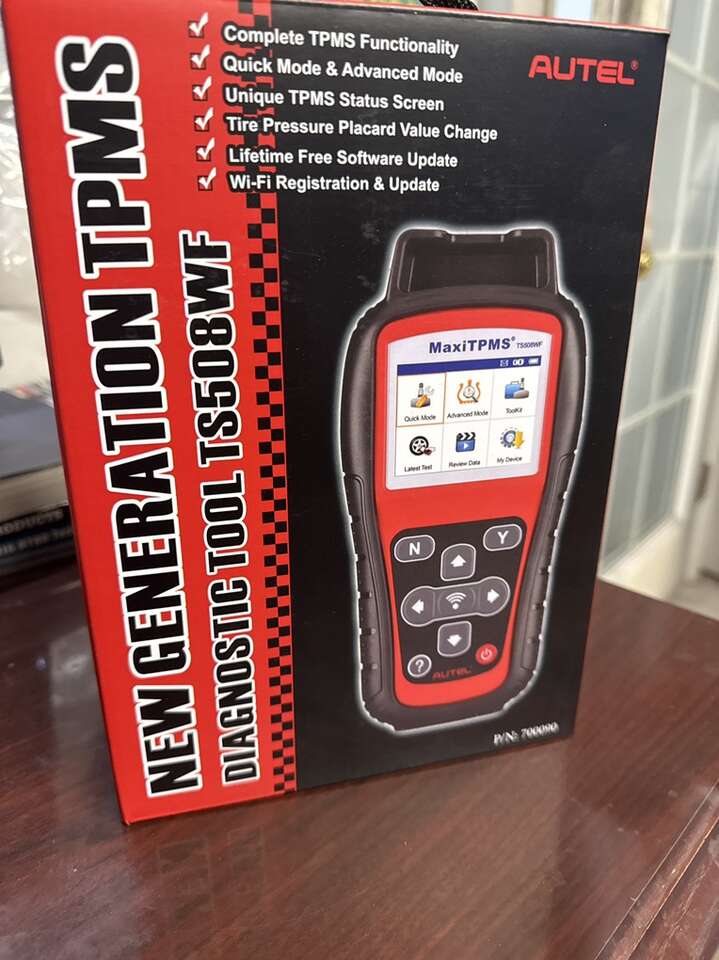 Complete TPMS Functionality
Quick Mode & Advanced Mode
Unique TPMS Status Screen
Tire Pressure Placard Value Change
Lifetime Free Software Update
Wi-Fi Registration & Update
AUTEL®
NEW GENERATION TPMS
DIAGNOSTIC TOOL TS508WF
MaxiTPMS® TS508WF
Quick Mode
Advanced Mode
ToolKit
Latest Test
Review Data
My Device
N
Y
?
AUTEL
P/N: 700090